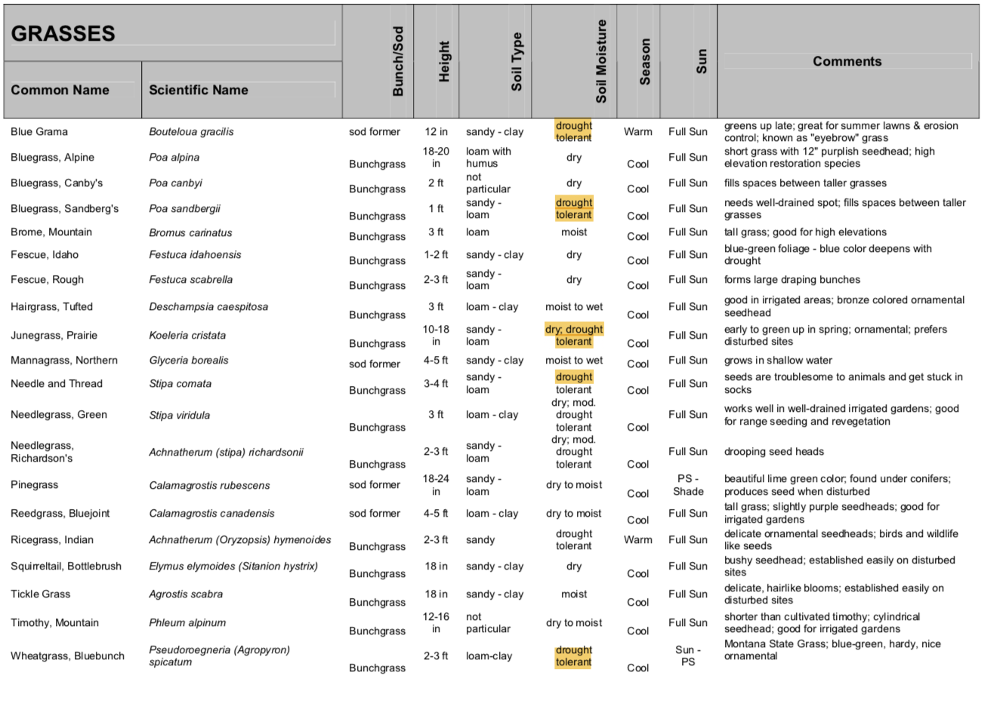 GRASSES
Common Name Scientific Name Bunch/Sod Height Soil Type Soil Moisture Season Sun Comments
Blue Grama Bouteloua gracilis sod former 12 in sandy - clay drought tolerant Warm Full Sun greens up late; great for summer lawns & erosion control; known as "eyebrow" grass
Bluegrass, Alpine Poa alpina Bunchgrass 18-20 in loam with humus dry Cool Full Sun short grass with 12" purplish seedhead; high elevation restoration species
Bluegrass, Canby's Poa canbyi Bunchgrass 2 ft not particular dry Cool Full Sun fills spaces between taller grasses
Bluegrass, Sandberg's Poa sandbergii Bunchgrass 1 ft sandy - loam drought tolerant Cool Full Sun needs well-drained spot; fills spaces between taller grasses
Brome, Mountain Bromus carinatus Bunchgrass 3 ft loam moist Cool Full Sun tall grass; good for high elevations
Fescue, Idaho Festuca idahoensis Bunchgrass 1-2 ft sandy - clay dry Cool Full Sun blue-green foliage - blue color deepens with drought
Fescue, Rough Festuca scabrella Bunchgrass 2-3 ft sandy - loam dry Cool Full Sun forms large draping bunches
Hairgrass, Tufted Deschampsia caespitosa Bunchgrass 3 ft loam - clay moist to wet Cool Full Sun good in irrigated areas; bronze colored ornamental seedhead
Junegrass, Prairie Koeleria cristata Bunchgrass 10-18 in sandy - loam dry; drought tolerant Cool Full Sun early to green up in spring; ornamental; prefers disturbed sites
Mannagrass, Northern Glyceria borealis sod former 4-5 ft sandy - clay moist to wet Cool Full Sun grows in shallow water
Needle and Thread Stipa comata Bunchgrass 3-4 ft sandy - loam drought tolerant Cool Full Sun seeds are troublesome to animals and get stuck in socks
Needlegrass, Green Stipa viridula Bunchgrass 3 ft loam - clay dry; mod. drought tolerant Cool Full Sun works well in well-drained irrigated gardens; good for range seeding and revegetation
Needlegrass, Richardson's Achnatherum (stipa) richardsonii Bunchgrass 2-3 ft sandy - loam dry; mod. drought tolerant Cool Full Sun drooping seed heads
Pinegrass Calamagrostis rubescens sod former 18-24 in sandy - loam dry to moist Cool PS - Shade beautiful lime green color; found under conifers; produces seed when disturbed
Reedgrass, Bluejoint Calamagrostis canadensis sod former 4-5 ft loam - clay dry to moist Cool Full Sun tall grass; slightly purple seedheads; good for irrigated gardens
Ricegrass, Indian Achnatherum (Oryzopsis) hymenoides Bunchgrass 2-3 ft sandy drought tolerant Warm Full Sun delicate ornamental seedheads; birds and wildlife like seeds
Squirreltail, Bottlebrush Elymus elymoides (Sitanion hystrix) Bunchgrass 18 in sandy - clay dry Cool Full Sun bushy seedhead; established easily on disturbed sites
Tickle Grass Agrostis scabra Bunchgrass 18 in sandy - clay moist Cool Full Sun delicate, hairlike blooms; established easily on disturbed sites
Timothy, Mountain Phleum alpinum Bunchgrass 12-16 in not particular dry to moist Cool Full Sun shorter than cultivated timothy; cylindrical seedhead; good for irrigated gardens
Wheatgrass, Bluebunch Pseudoroegneria (Agropyron) spicatum Bunchgrass 2-3 ft loam-clay drought tolerant Cool Sun - PS Montana State Grass; blue-green, hardy, nice ornamental